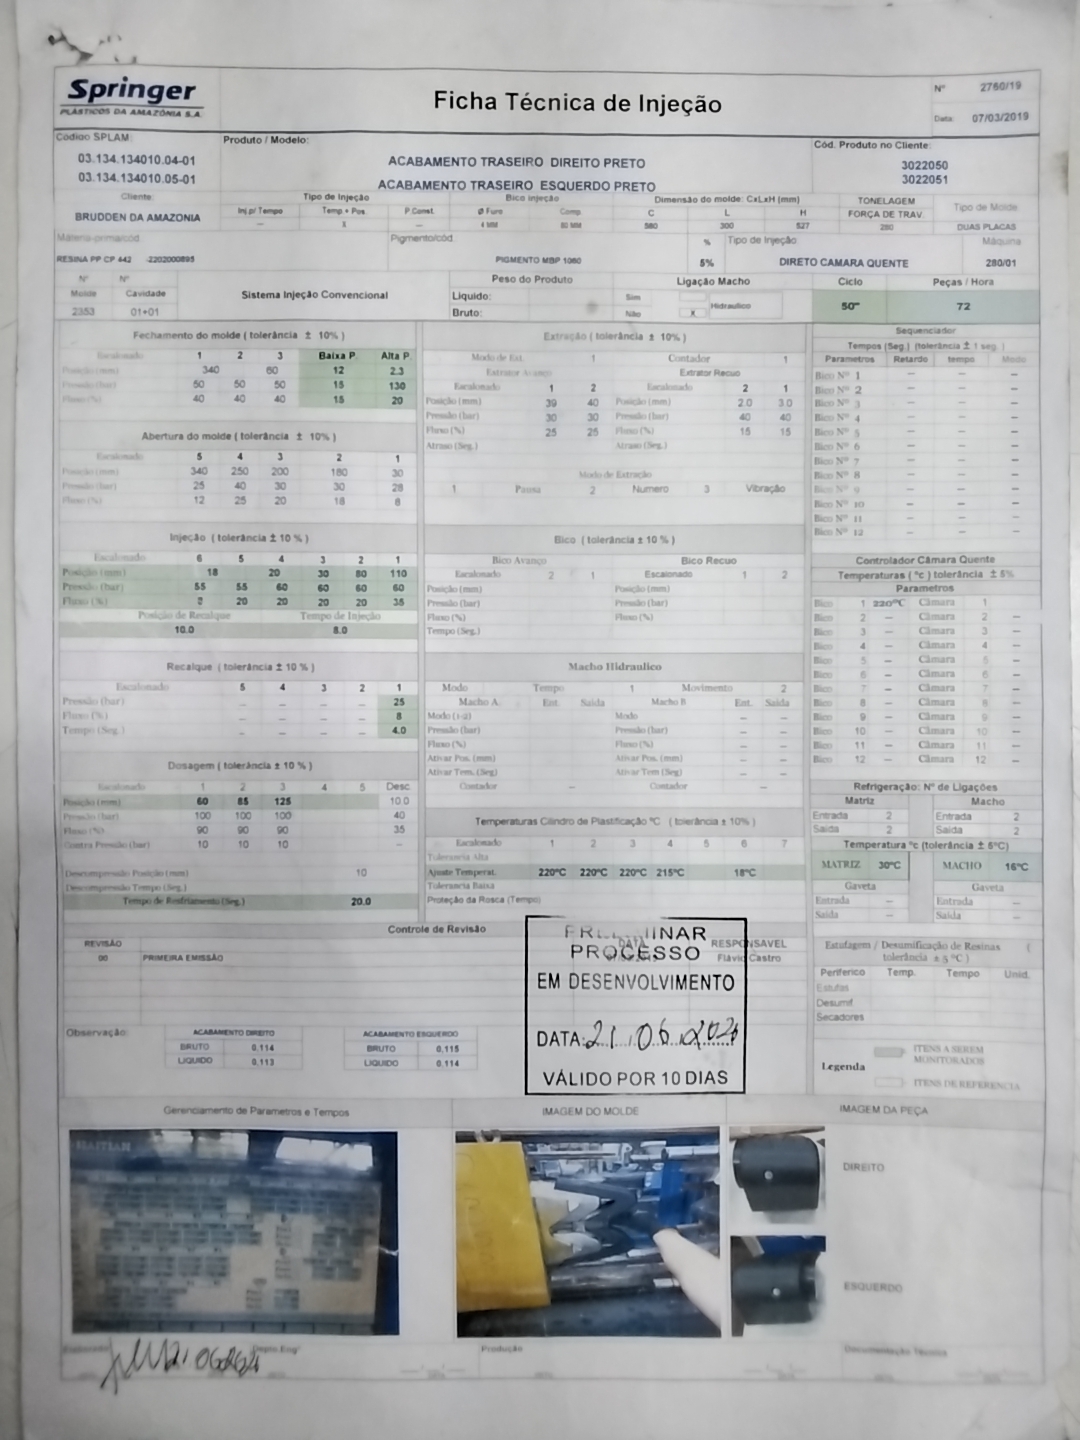 Springer
PLÁSTICOS DA AMAZÔNIA S.A.
Ficha Técnica de Injeção
Nº 2760/19
Data: 07/03/2019
Codigo SPLAM:
03.134.134010.04-01
03.134.134010.05-01
Produto / Modelo:
ACABAMENTO TRASEIRO DIREITO PRETO
ACABAMENTO TRASEIRO ESQUERDO PRETO
Cód. Produto no Cliente:
3022050
3022051
Cliente:
BRUDDEN DA AMAZONIA
Tipo de Injeção
Inj.p/ Tempo Temp + Pos. P.Const.
– X –
Bico Injeção
Ø Furo Comp.
4 MM 80 MM
Dimensão do molde: CxLxH (mm)
C L H
580 300 527
TONELAGEM
FORÇA DE TRAV.
280
Tipo de Molde
DUAS PLACAS
Matéria-prima/cód.
RESINA PP CP 442 -2202000895
Pigmento/cód
PIGMENTO MBP 1060
%
5%
Tipo de Injeção
DIRETO CAMARA QUENTE
Máquina
280/01
Nº Nº
Molde Cavidade
2353 01+01
Sistema Injeção Convencional
Peso do Produto
Liquido:
Bruto:
Ligação Macho
Sim
Não X
Hidraulico
Ciclo
50"
Peças / Hora
72
Fechamento do molde ( tolerância ± 10% )
Escalonado 1 2 3 Baixa P. Alta P.
Posição (mm) 340 60 12 2.3
Pressão (bar) 50 50 50 15 130
Fluxo (%) 40 40 40 15 20
Abertura do molde ( tolerância ± 10% )
Escalonado 5 4 3 2 1
Posição (mm) 340 250 200 180 30
Pressão (bar) 25 40 30 30 28
Fluxo (%) 12 25 20 18 8
Injeção ( tolerância ± 10 % )
Escalonado 6 5 4 3 2 1
Posição (mm) 18 20 30 80 110
Pressão (bar) 55 55 60 60 60 60
Fluxo (%) 20 20 20 20 35
Posição de Recalque Tempo de Injeção
10.0 8.0
Recalque ( tolerância ± 10 % )
Escalonado 5 4 3 2 1
Pressão (bar) – – – – 25
Fluxo (%) – – – – 8
Tempo (Seg.) – – – – 4.0
Dosagem ( tolerância ± 10% )
Escalonado 1 2 3 4 5 Desc.
Posição (mm) 60 85 125 10.0
Pressão (bar) 100 100 100 40
Fluxo (%) 90 90 90 35
Contra Pressão (bar) 10 10 10 –
Descompressão Posição (mm) 10
Descompressão Tempo (Seg.)
Tempo de Resfriamento (Seg.) 20.0
Extração ( tolerância ± 10% )
Modo de Ext. 1 Contador 1
Extrator Avanço Extrator Recuo
Escalonado 1 2 Escalonado 2 1
Posição (mm) 39 40 Posição (mm) 2.0 3.0
Pressão (bar) 30 30 Pressão (bar) 40 40
Fluxo (%) 25 25 Fluxo (%) 15 15
Atraso (Seg.) Atraso (Seg.)
Modo de Extração
1 Pausa 2 Numero 3 Vibração
Bico ( tolerância ± 10 % )
Bico Avanço Bico Recuo
Escalonado 2 1 Escalonado 1 2
Posição (mm) Posição (mm)
Pressão (bar) Pressão (bar)
Fluxo (%) Fluxo (%)
Tempo (Seg.)
Macho Hidraulico
Modo Tempo 1 Movimento 2
Macho A Ent. Saida Macho B Ent. Saida
Modo (1-2) Modo – –
Pressão (bar) Pressão (bar) – –
Fluxo (%) Fluxo (%) – –
Ativar Pos. (mm) Ativar Pos. (mm) – –
Ativar Tem. (Seg) Ativar Tem (Seg) – –
Contador – Contador –
Temperaturas Cilindro de Plastificação ºC ( tolerância ± 10% )
Escalonado 1 2 3 4 5 6 7
Tolerancia Alta
Ajuste Temperat. 220ºC 220ºC 220ºC 215ºC 18ºC
Tolerancia Baixa
Proteção da Rosca (Tempo)
Sequenciador
Tempos (Seg.) (tolerância ± 1 seg. )
Parametros Retardo tempo Modo
Bico Nº 1 – – –
Bico Nº 2 – – –
Bico Nº 3 – – –
Bico Nº 4 – – –
Bico Nº 5 – – –
Bico Nº 6 – – –
Bico Nº 7 – – –
Bico Nº 8 – – –
Bico Nº 9 – – –
Bico Nº 10 – – –
Bico Nº 11 – – –
Bico Nº 12 – – –
Controlador Câmara Quente
Temperaturas ( ºc ) tolerância ± 5%
Parametros
Bico 1 220ºC Câmara 1
Bico 2 – Câmara 2 –
Bico 3 – Câmara 3 –
Bico 4 – Câmara 4 –
Bico 5 – Câmara 5 –
Bico 6 – Câmara 6 –
Bico 7 – Câmara 7 –
Bico 8 – Câmara 8 –
Bico 9 – Câmara 9 –
Bico 10 – Câmara 10 –
Bico 11 – Câmara 11 –
Bico 12 – Câmara 12 –
Refrigeração: Nº de Ligações
Matriz Macho
Entrada 2 Entrada 2
Saida 2 Saida 2
Temperatura ºc (tolerância ± 5ºC)
MATRIZ 30ºC MACHO 16ºC
Gaveta Gaveta
Entrada – Entrada –
Saida – Saida –
Controle de Revisão
REVISÃO DATA RESPONSAVEL
00 PRIMEIRA EMISSÃO Flávio Castro
PRELIMINAR
PROCESSO
EM DESENVOLVIMENTO
DATA: 21.06.202
VÁLIDO POR 10 DIAS
Estufagem / Desumificação de Resinas (
tolerância ± 5 ºC )
Periferico Temp. Tempo Unid.
Estufas
Desumif.
Secadores
Observação:
ACABAMENTO DIREITO
BRUTO 0,114
LIQUIDO 0,113
ACABAMENTO ESQUERDO
BRUTO 0,115
LIQUIDO 0,114
Legenda
ITENS A SEREM
MONITORADOS
ITENS DE REFERÊNCIA
Gerenciamento de Parametros e Tempos
IMAGEM DO MOLDE
IMAGEM DA PEÇA
HAITIAN
DIREITO
ESQUERDO
Produção
Documentação Técnica